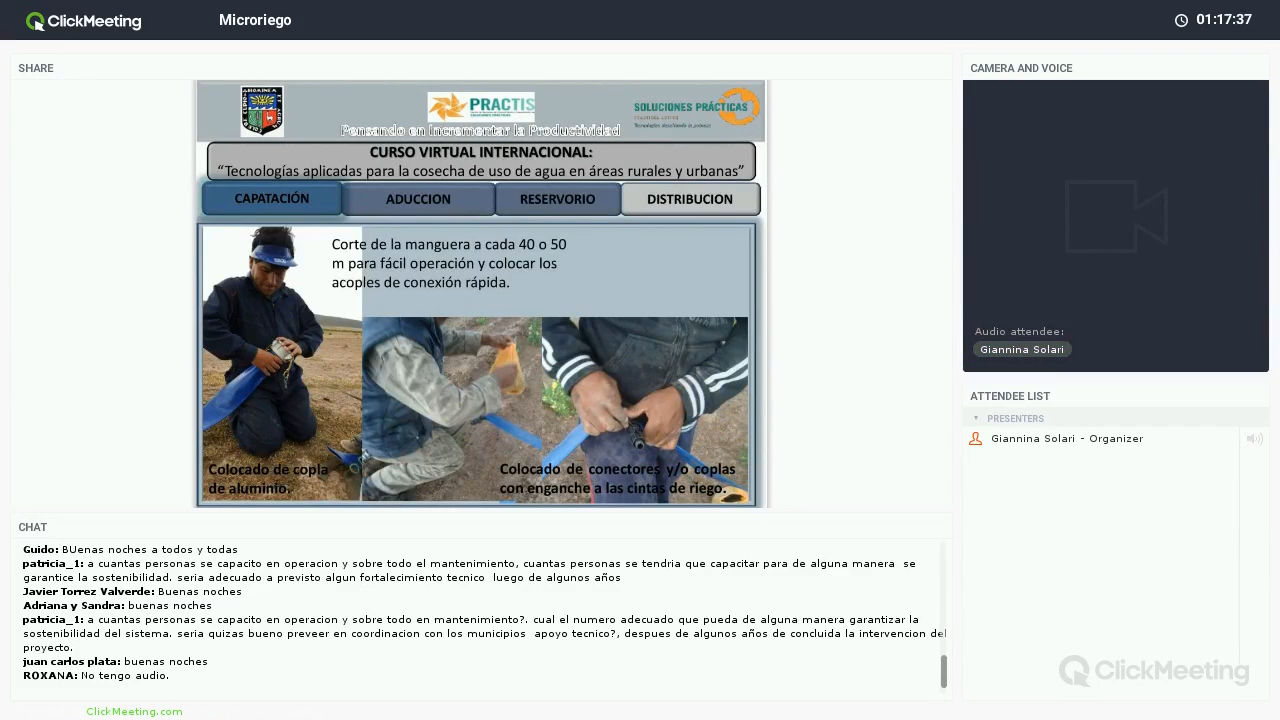 ClickMeeting
Microriego
01:17:37
SHARE
PRACTIS
SOLUCIONES PRÁCTICAS
SOLUCIONES PRÁCTICAS
Tecnologías desafiando la pobreza
Pensando en Incrementar la Productividad
CURSO VIRTUAL INTERNACIONAL:
“Tecnologías aplicadas para la cosecha de uso de agua en áreas rurales y urbanas”
CAPATACIÓN
ADUCCION
RESERVORIO
DISTRIBUCION
Corte de la manguera a cada 40 o 50
m para fácil operación y colocar los
acoples de conexión rápida.
Colocado de copla
de aluminio.
Colocado de conectores y/o coplas
con enganche a las cintas de riego.
CAMERA AND VOICE
Audio attendee:
Giannina Solari
ATTENDEE LIST
PRESENTERS
Giannina Solari - Organizer
CHAT
Guido: BUenas noches a todos y todas
patricia_1: a cuantas personas se capacito en operacion y sobre todo el mantenimiento, cuantas personas se tendria que capacitar para de alguna manera se
garantice la sostenibilidad. seria adecuado a previsto algun fortalecimiento tecnico luego de algunos años
Javier Torrez Valverde: Buenas noches
Adriana y Sandra: buenas noches
patricia_1: a cuantas personas se capacito en operacion y sobre todo en mantenimiento?. cual el numero adecuado que pueda de alguna manera garantizar la
sostenibilidad del sistema. seria quizas bueno preveer en coordinacion con los municipios apoyo tecnico?, despues de algunos años de concluida la intervencion del
proyecto.
juan carlos plata: buenas noches
ROXANA: No tengo audio.
ClickMeeting
ClickMeeting.com